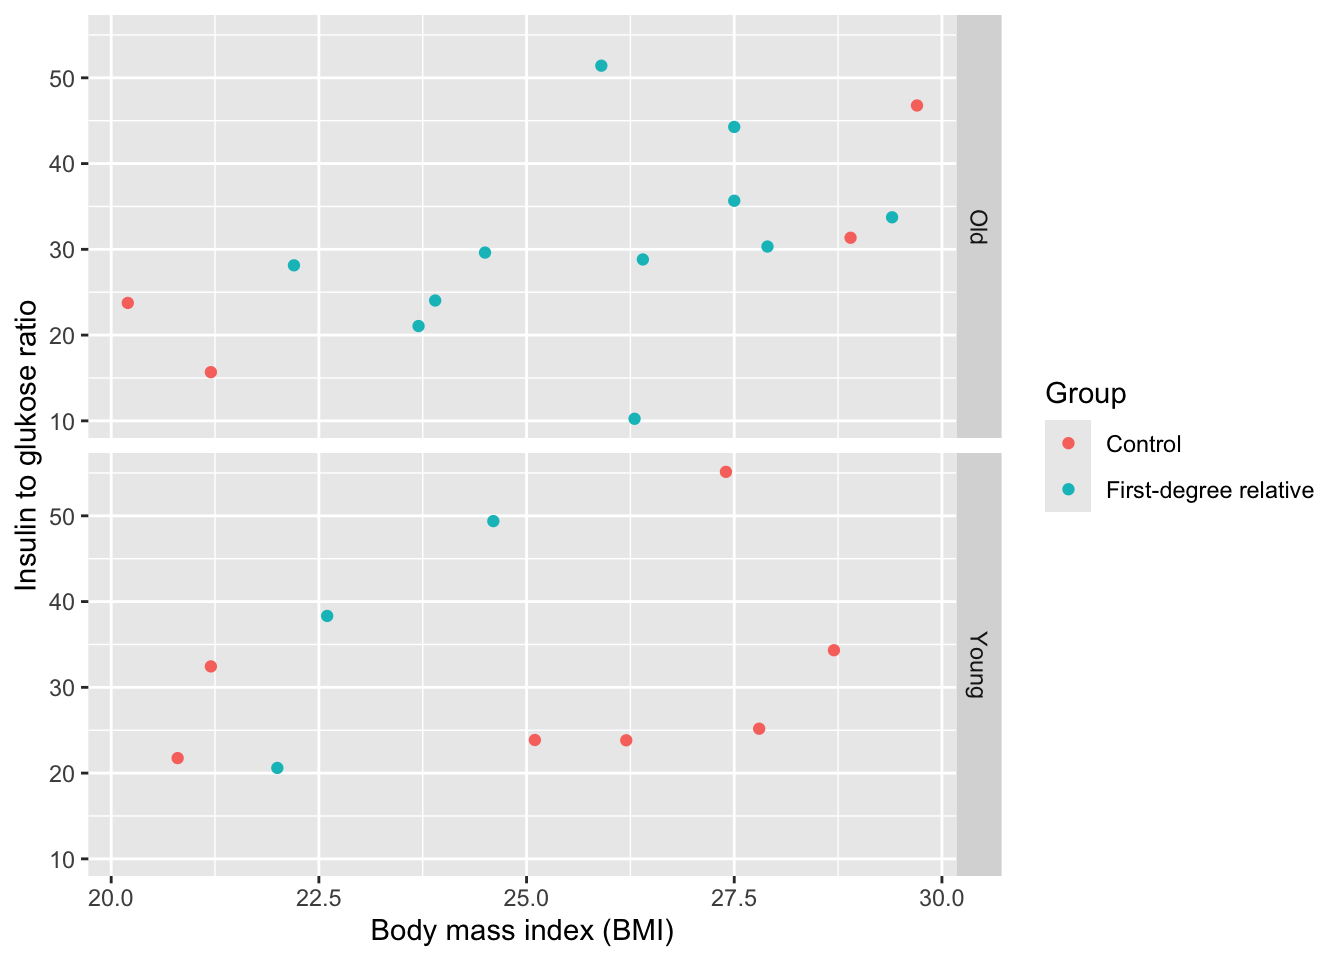 Insulin to glukose ratio
50
40
30
20
10
Old
50
40
30
20
10
Young
20.0 22.5 25.0 27.5 30.0
Body mass index (BMI)
Group
Control
First-degree relative